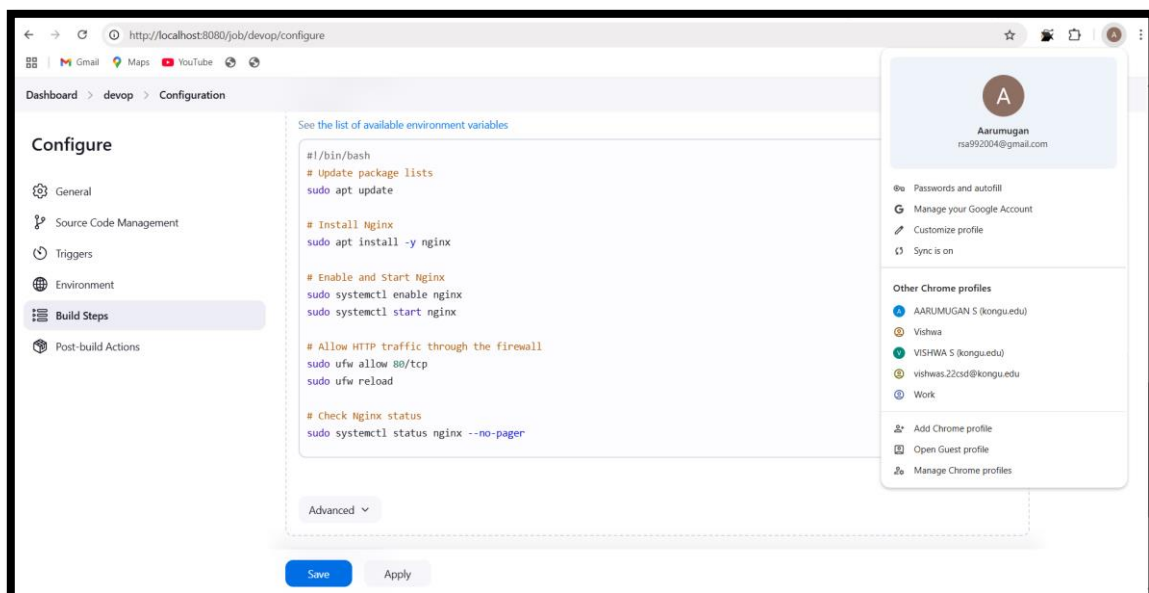 http://localhost:8080/job/devop/configure
A
Gmail Maps YouTube
Dashboard > devop > Configuration
Configure
General
Source Code Management
Triggers
Environment
Build Steps
Post-build Actions
See the list of available environment variables
#!/bin/bash
# Update package lists
sudo apt update
# Install Nginx
sudo apt install -y nginx
# Enable and Start Nginx
sudo systemctl enable nginx
sudo systemctl start nginx
# Allow HTTP traffic through the firewall
sudo ufw allow 80/tcp
sudo ufw reload
# Check Nginx status
sudo systemctl status nginx --no-pager
Advanced
Save Apply
A
Aarumugan
rsa992004@gmail.com
Passwords and autofill
Manage your Google Account
Customize profile
Sync is on
Other Chrome profiles
A AARUMUGAN S (kongu.edu)
Vishwa
V VISHWA S (kongu.edu)
vishwas.22csd@kongu.edu
Work
Add Chrome profile
Open Guest profile
Manage Chrome profiles